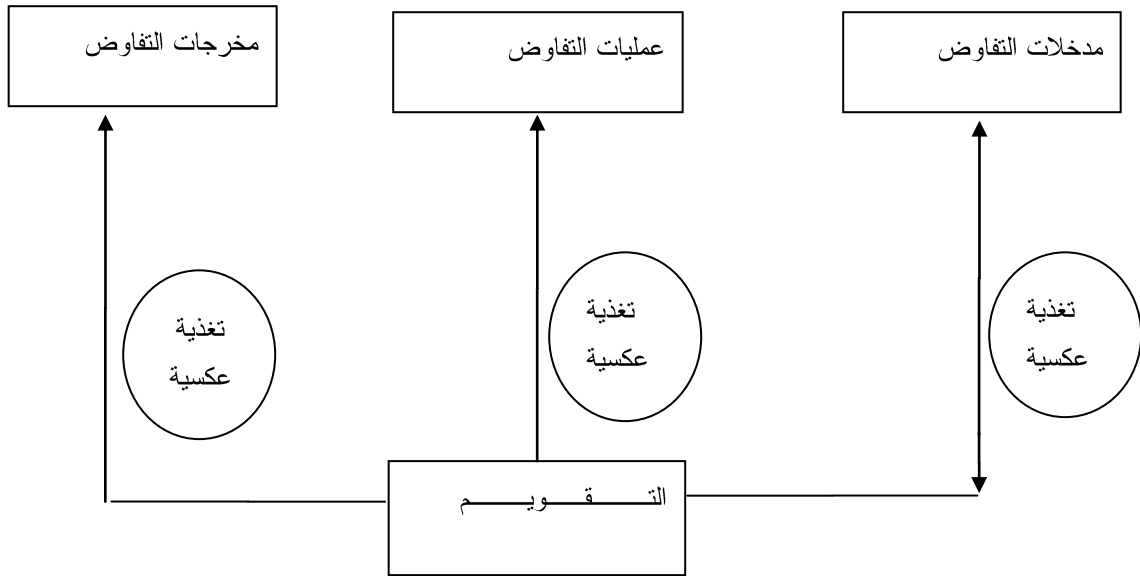 مدخلات التفاوض
عمليات التفاوض
مخرجات التفاوض
تغذية
عكسية
تغذية
عكسية
تغذية
عكسية
التـــــقـــــويـــــم